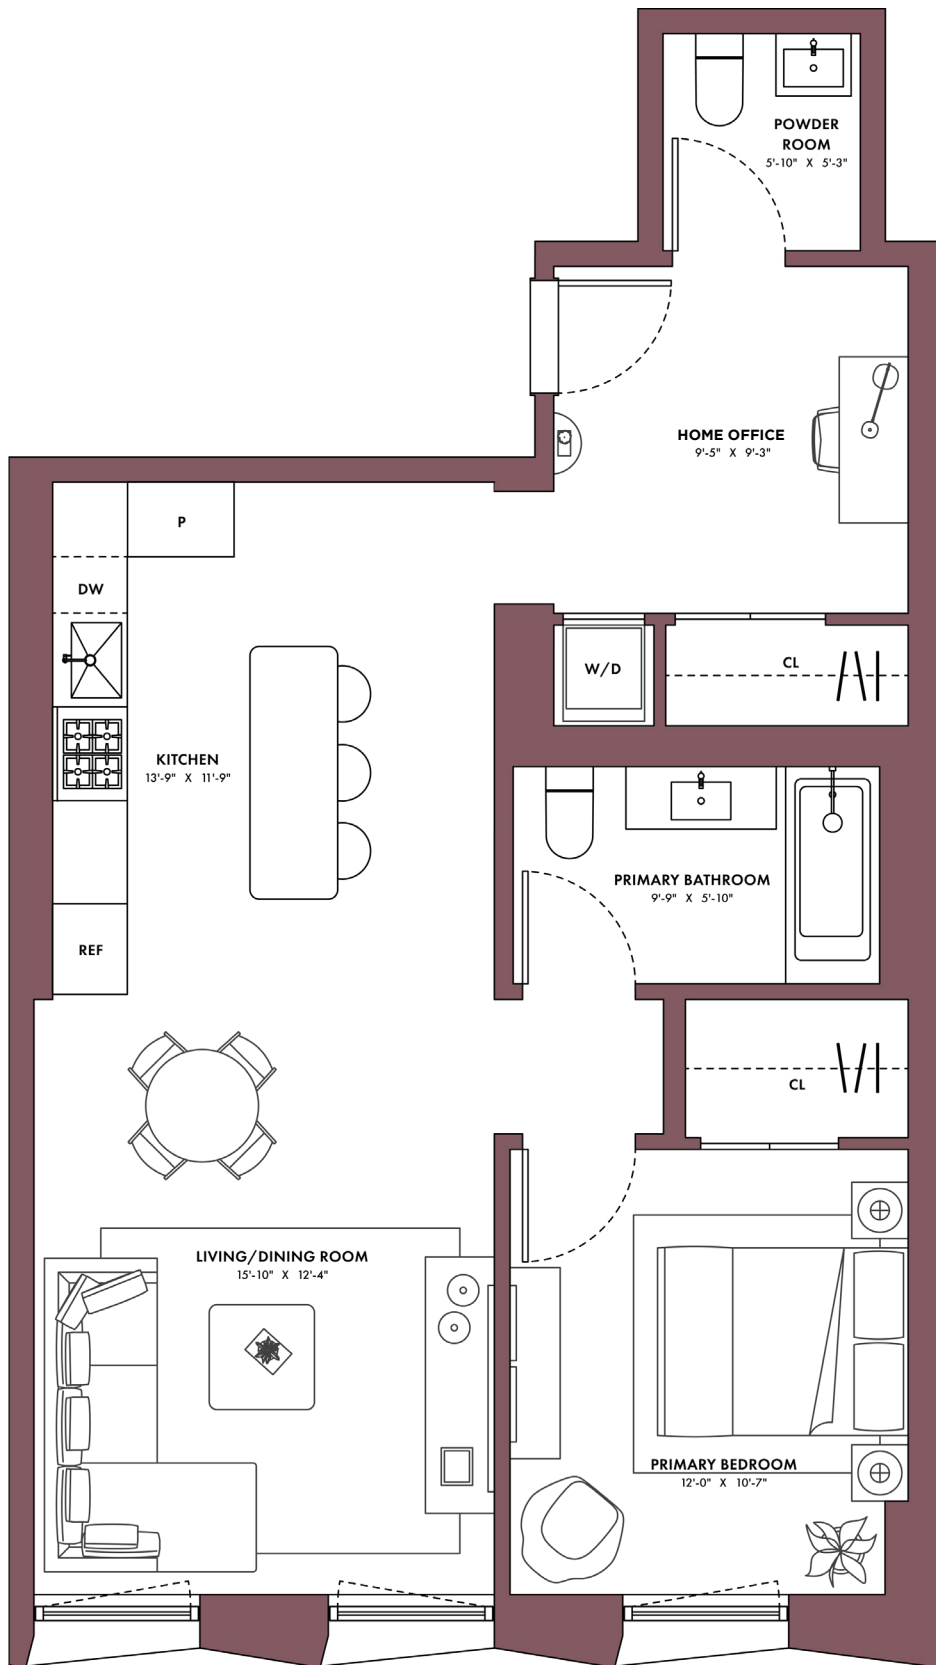 POWDER
ROOM
5'-10" X 5'-3"
HOME OFFICE
9'-5" X 9'-3"
P
DW
W/D
CL
KITCHEN
13'-9" X 11'-9"
PRIMARY BATHROOM
9'-9" X 5'-10"
REF
CL
LIVING/DINING ROOM
15'-10" X 12'-4"
PRIMARY BEDROOM
12'-0" X 10'-7"